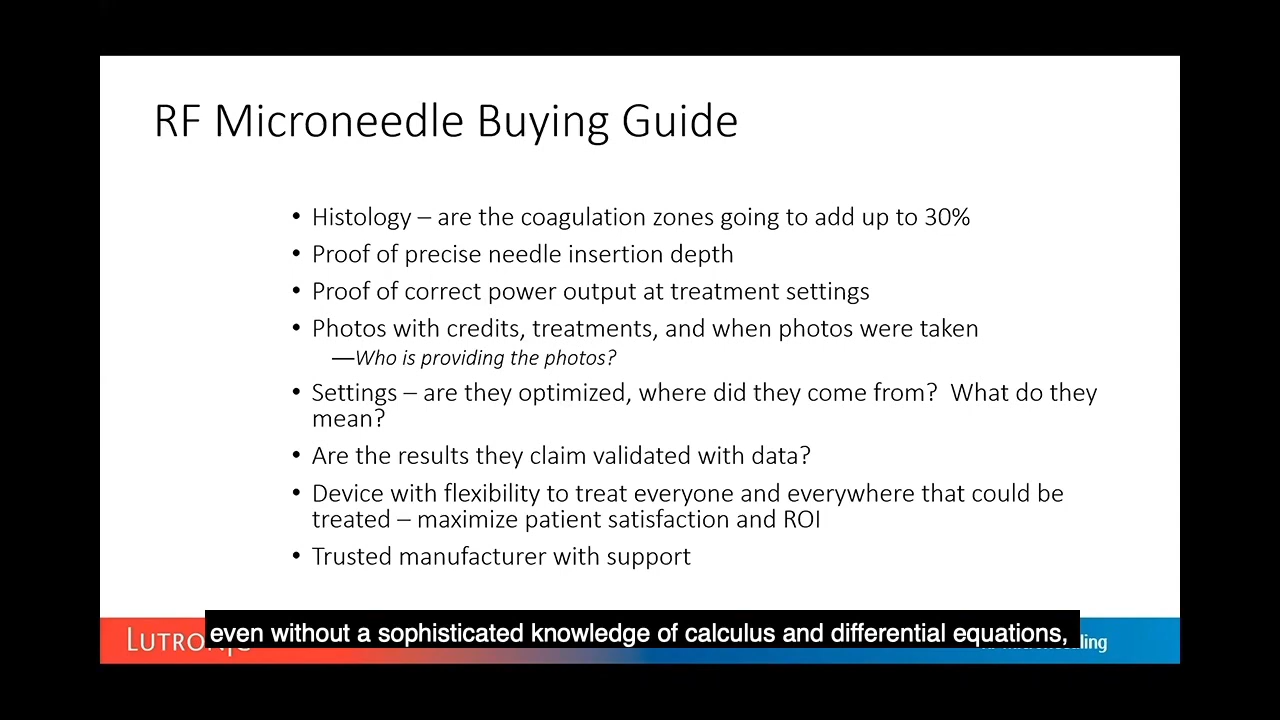 RF Microneedle Buying Guide
• Histology – are the coagulation zones going to add up to 30%
• Proof of precise needle insertion depth
• Proof of correct power output at treatment settings
• Photos with credits, treatments, and when photos were taken
—Who is providing the photos?
• Settings – are they optimized, where did they come from?  What do they
mean?
• Are the results they claim validated with data?
• Device with flexibility to treat everyone and everywhere that could be
treated – maximize patient satisfaction and ROI
• Trusted manufacturer with support
even without a sophisticated knowledge of calculus and differential equations,